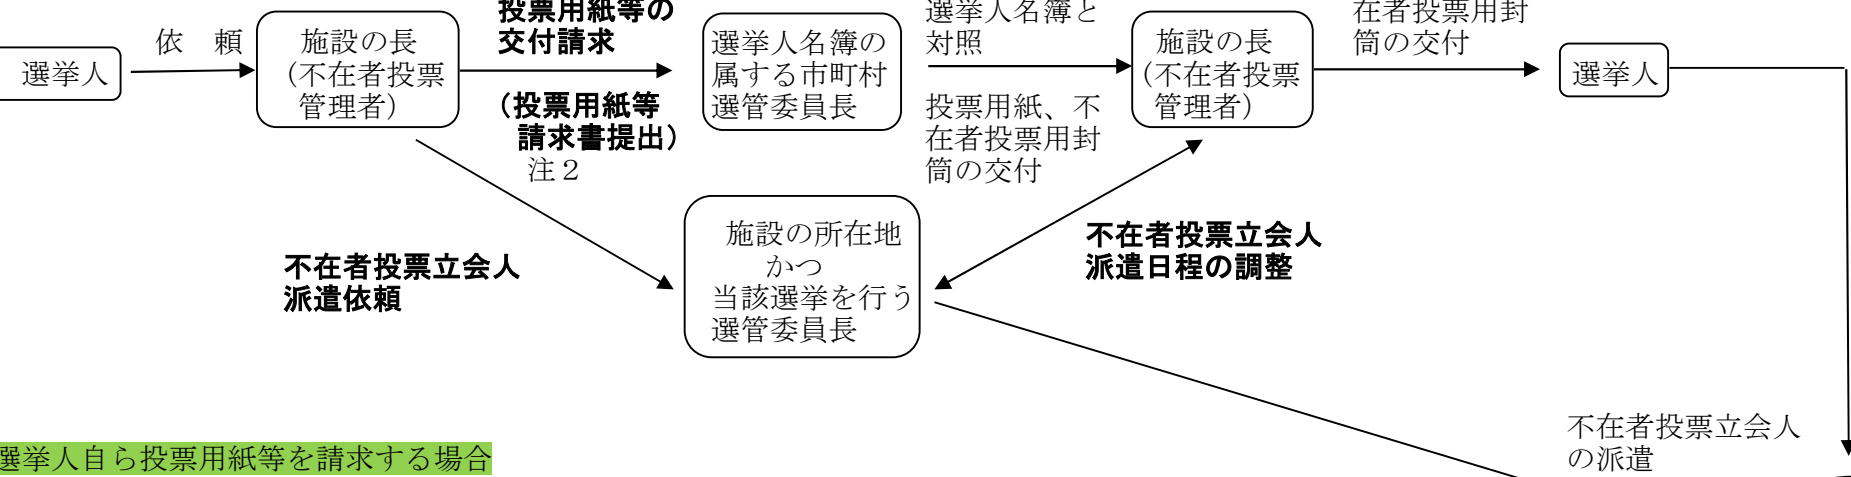 選挙人
依　頼
施設の長
（不在者投票
管理者）
投票用紙等の
交付請求
（投票用紙等
請求書提出）
注２
選挙人名簿の
属する市町村
選管委員長
選挙人名簿と
対照
投票用紙、不
在者投票用封
筒の交付
施設の長
（不在者投票
管理者）
在者投票用封
筒の交付
選挙人
不在者投票立会人
派遣依頼
施設の所在地
かつ
当該選挙を行う
選管委員長
不在者投票立会人
派遣日程の調整
不在者投票立会人
の派遣
選挙人自ら投票用紙等を請求する場合